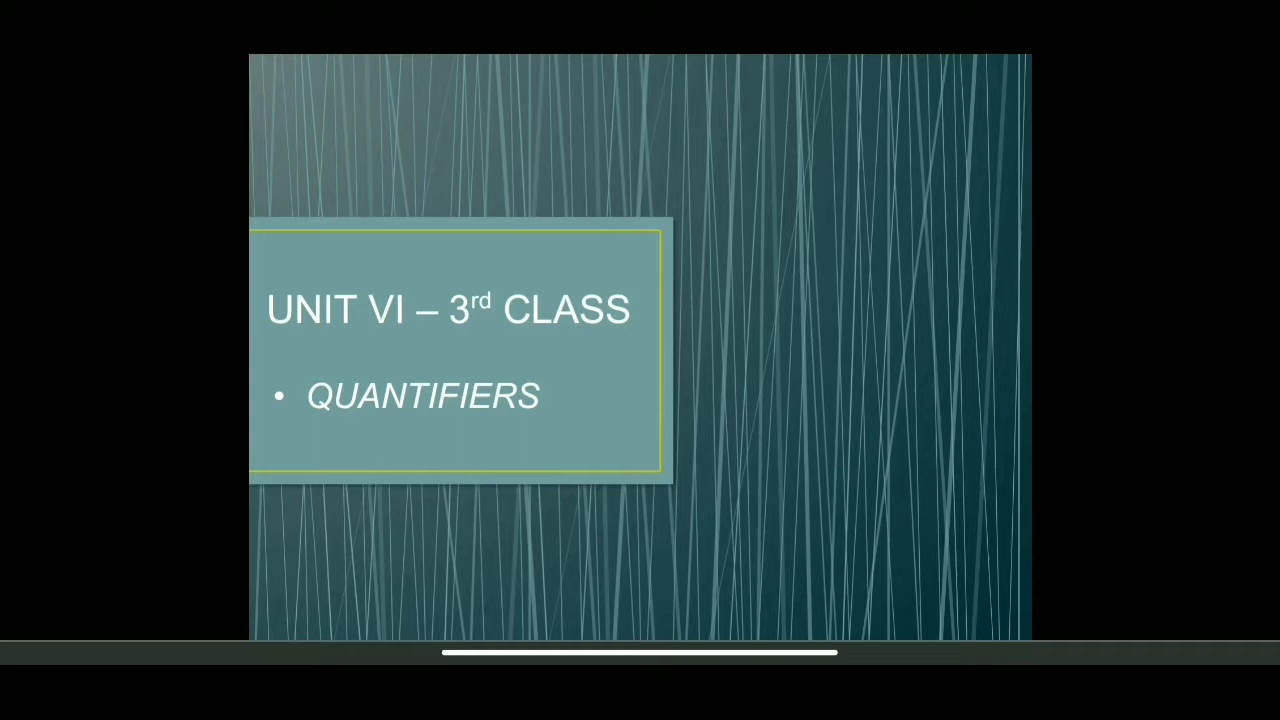 UNIT VI – 3rd CLASS
• QUANTIFIERS